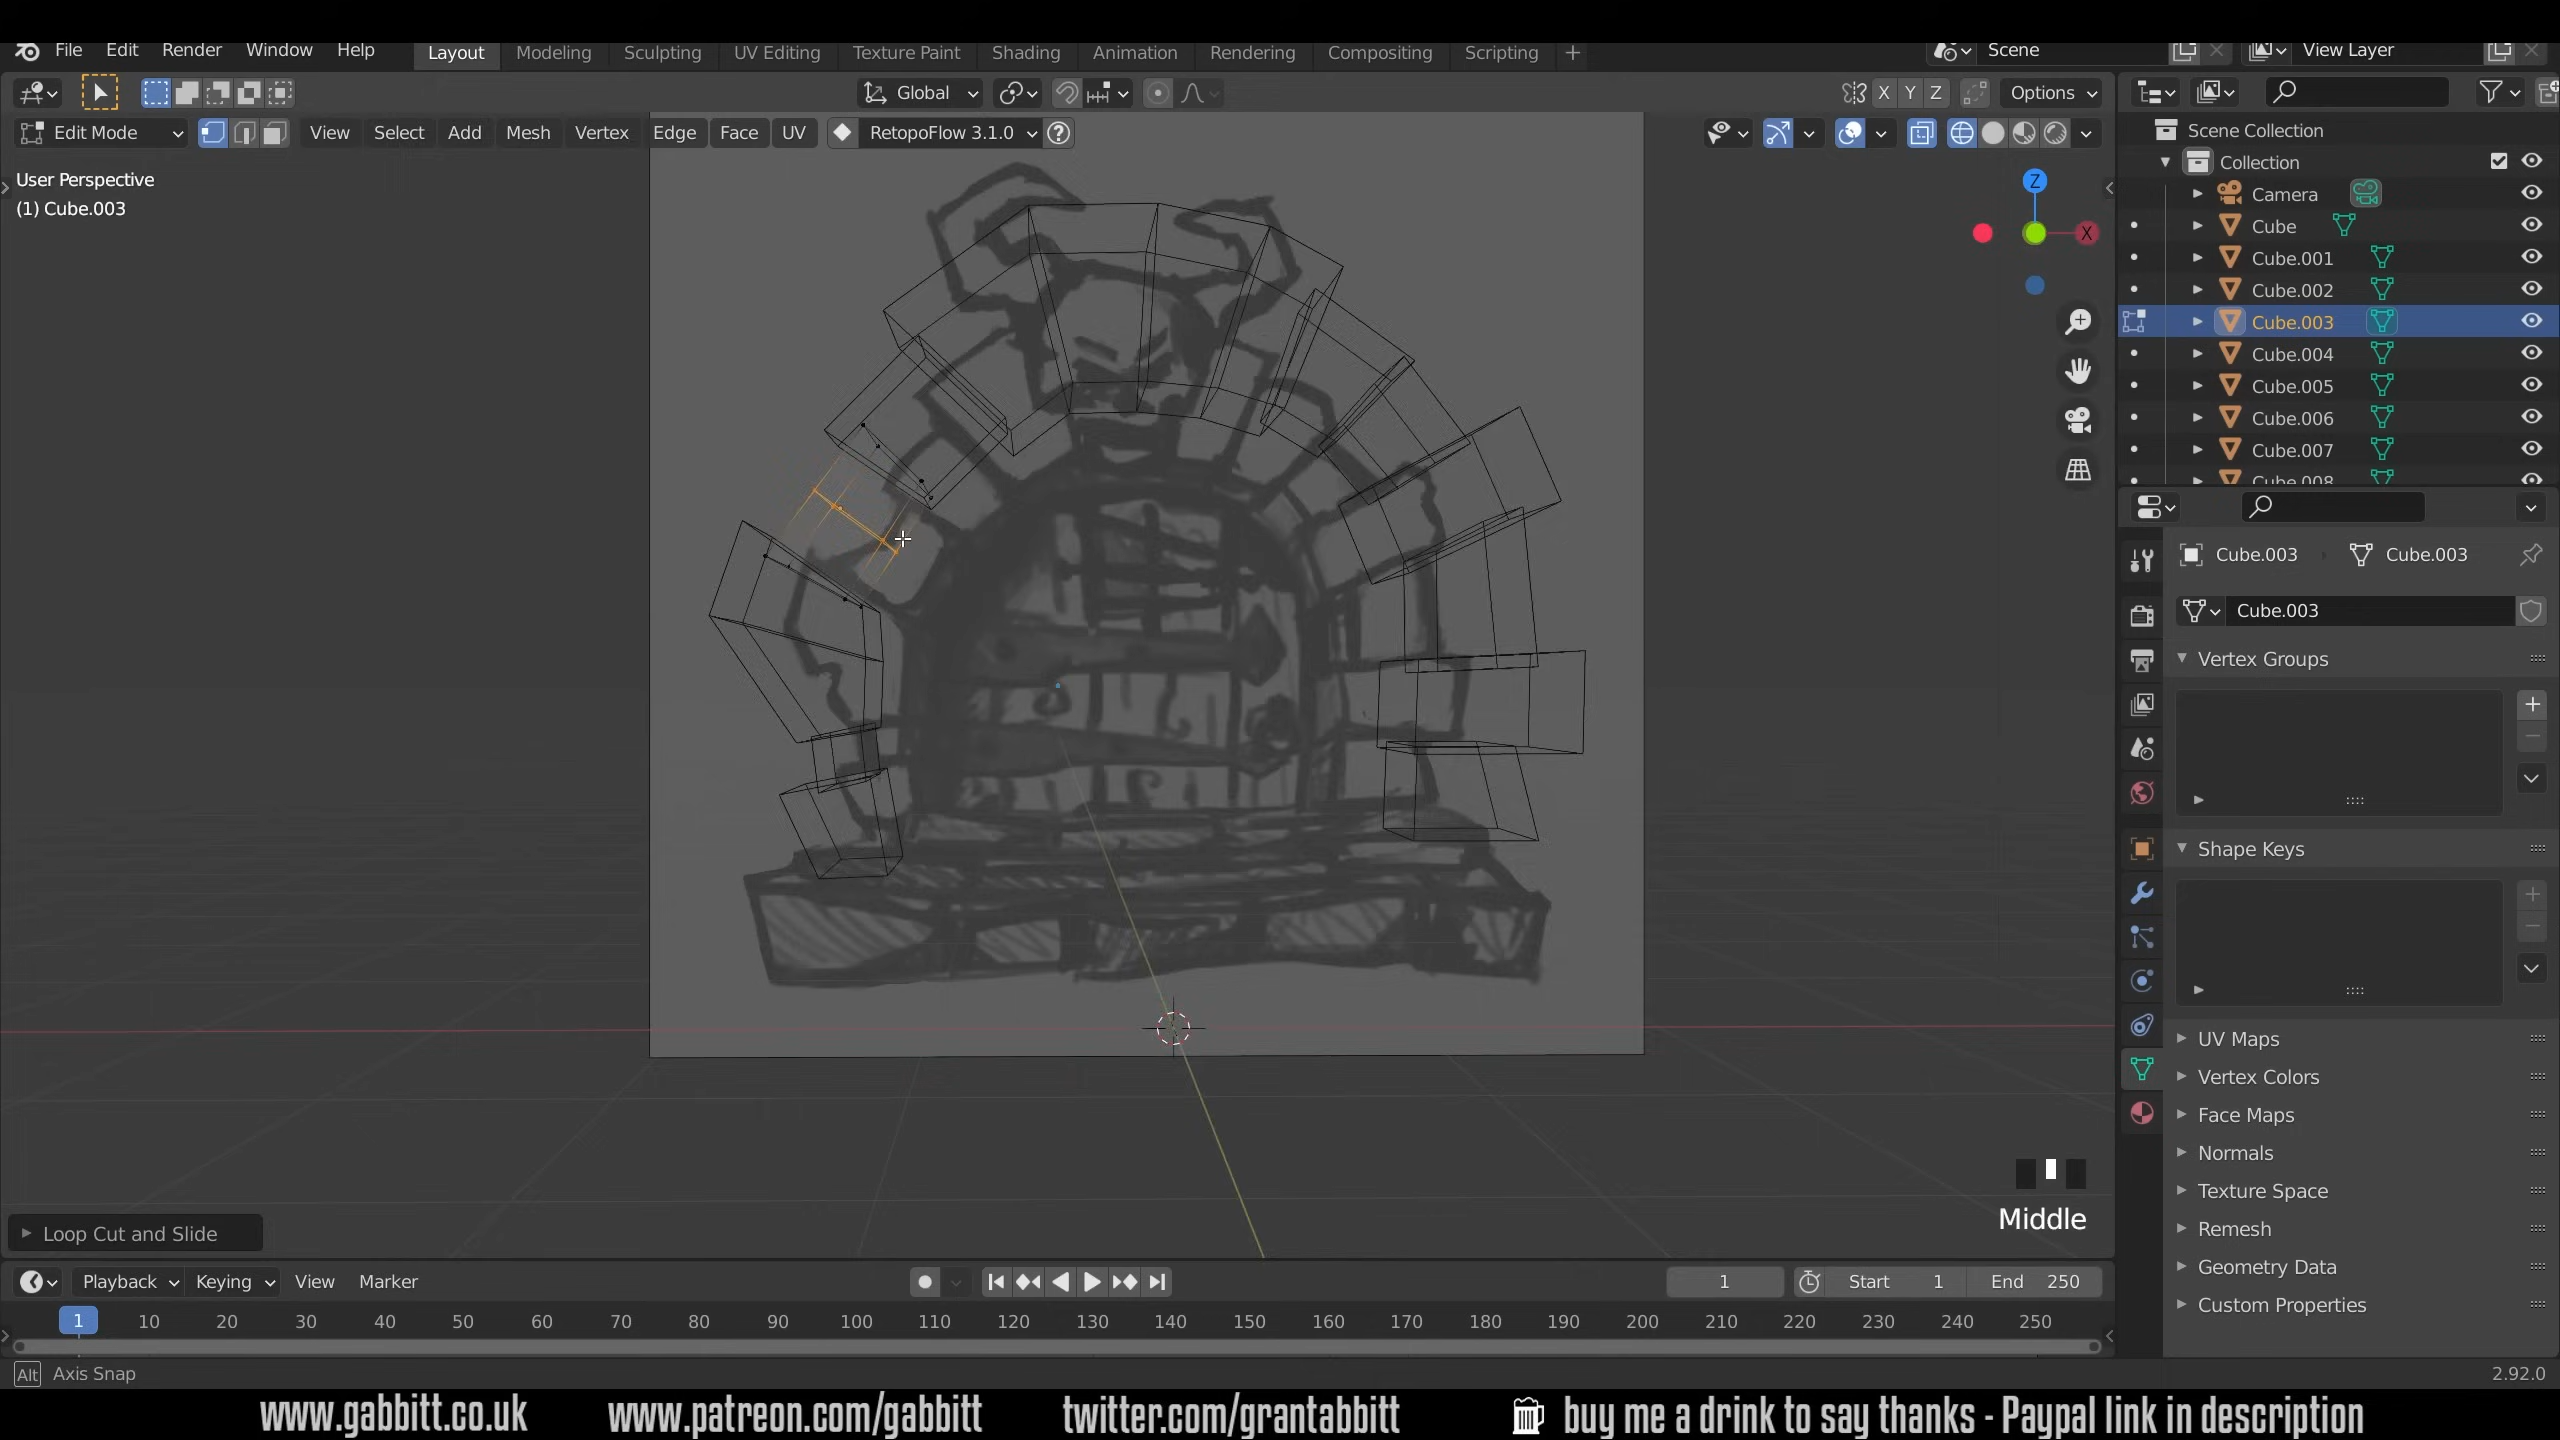 File Edit Render Window Help Layout Modeling Sculpting UV Editing Texture Paint Shading Animation Rendering Compositing Scripting + Scene View Layer
Global X Y Z Options
Edit Mode View Select Add Mesh Vertex Edge Face UV RetopoFlow 3.1.0
User Perspective
(1) Cube.003
Z
X
Scene Collection
Collection
Camera
Cube
Cube.001
Cube.002
Cube.003
Cube.004
Cube.005
Cube.006
Cube.007
Cube.008
Cube.003 Cube.003
Cube.003
Vertex Groups
Shape Keys
UV Maps
Vertex Colors
Face Maps
Normals
Texture Space
Remesh
Geometry Data
Custom Properties
Middle
Loop Cut and Slide
Playback Keying View Marker 1 Start 1 End 250
1 10 20 30 40 50 60 70 80 90 100 110 120 130 140 150 160 170 180 190 200 210 220 230 240 250
Alt Axis Snap 2.92.0
www.gabbitt.co.uk www.patreon.com/gabbitt twitter.com/grantabbitt buy me a drink to say thanks - Paypal link in description